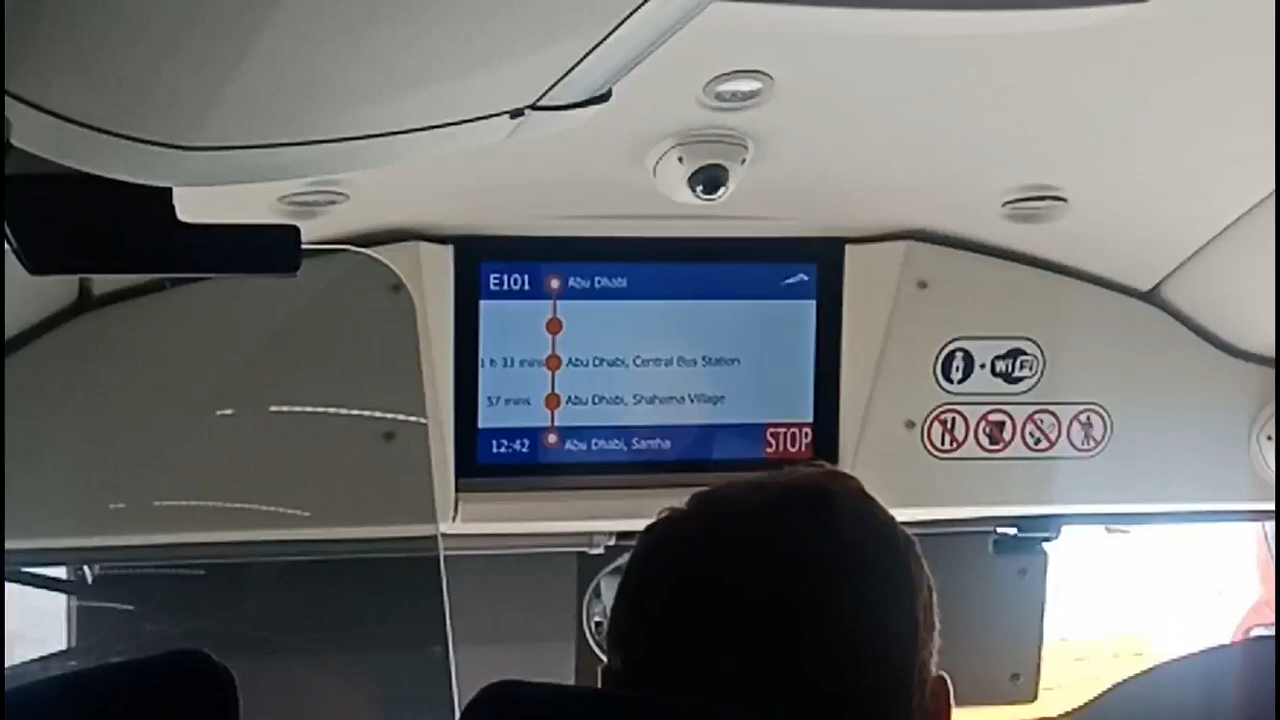 E101 Abu Dhabi
1 h 33 mins Abu Dhabi, Central Bus Station
57 mins Abu Dhabi, Shahama Village
12:42 Abu Dhabi, Samha STOP
WiFi